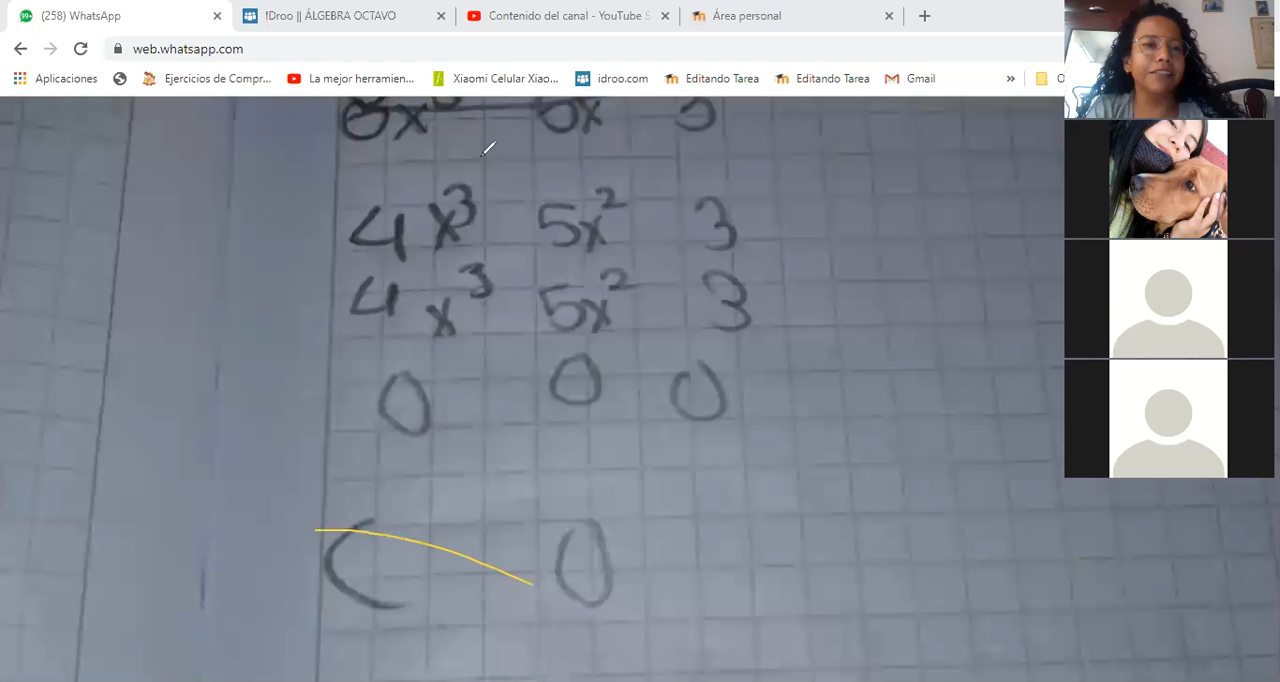 (258) WhatsApp
!Droo || ÁLGEBRA OCTAVO
Contenido del canal - YouTube S
Área personal
99+
web.whatsapp.com
Aplicaciones
Ejercicios de Compr...
La mejor herramien...
Xiaomi Celular Xiao...
idroo.com
Editando Tarea
Editando Tarea
Gmail
»
4x³ 5x² 3
4x³ 5x² 3
0 0 0
( 0